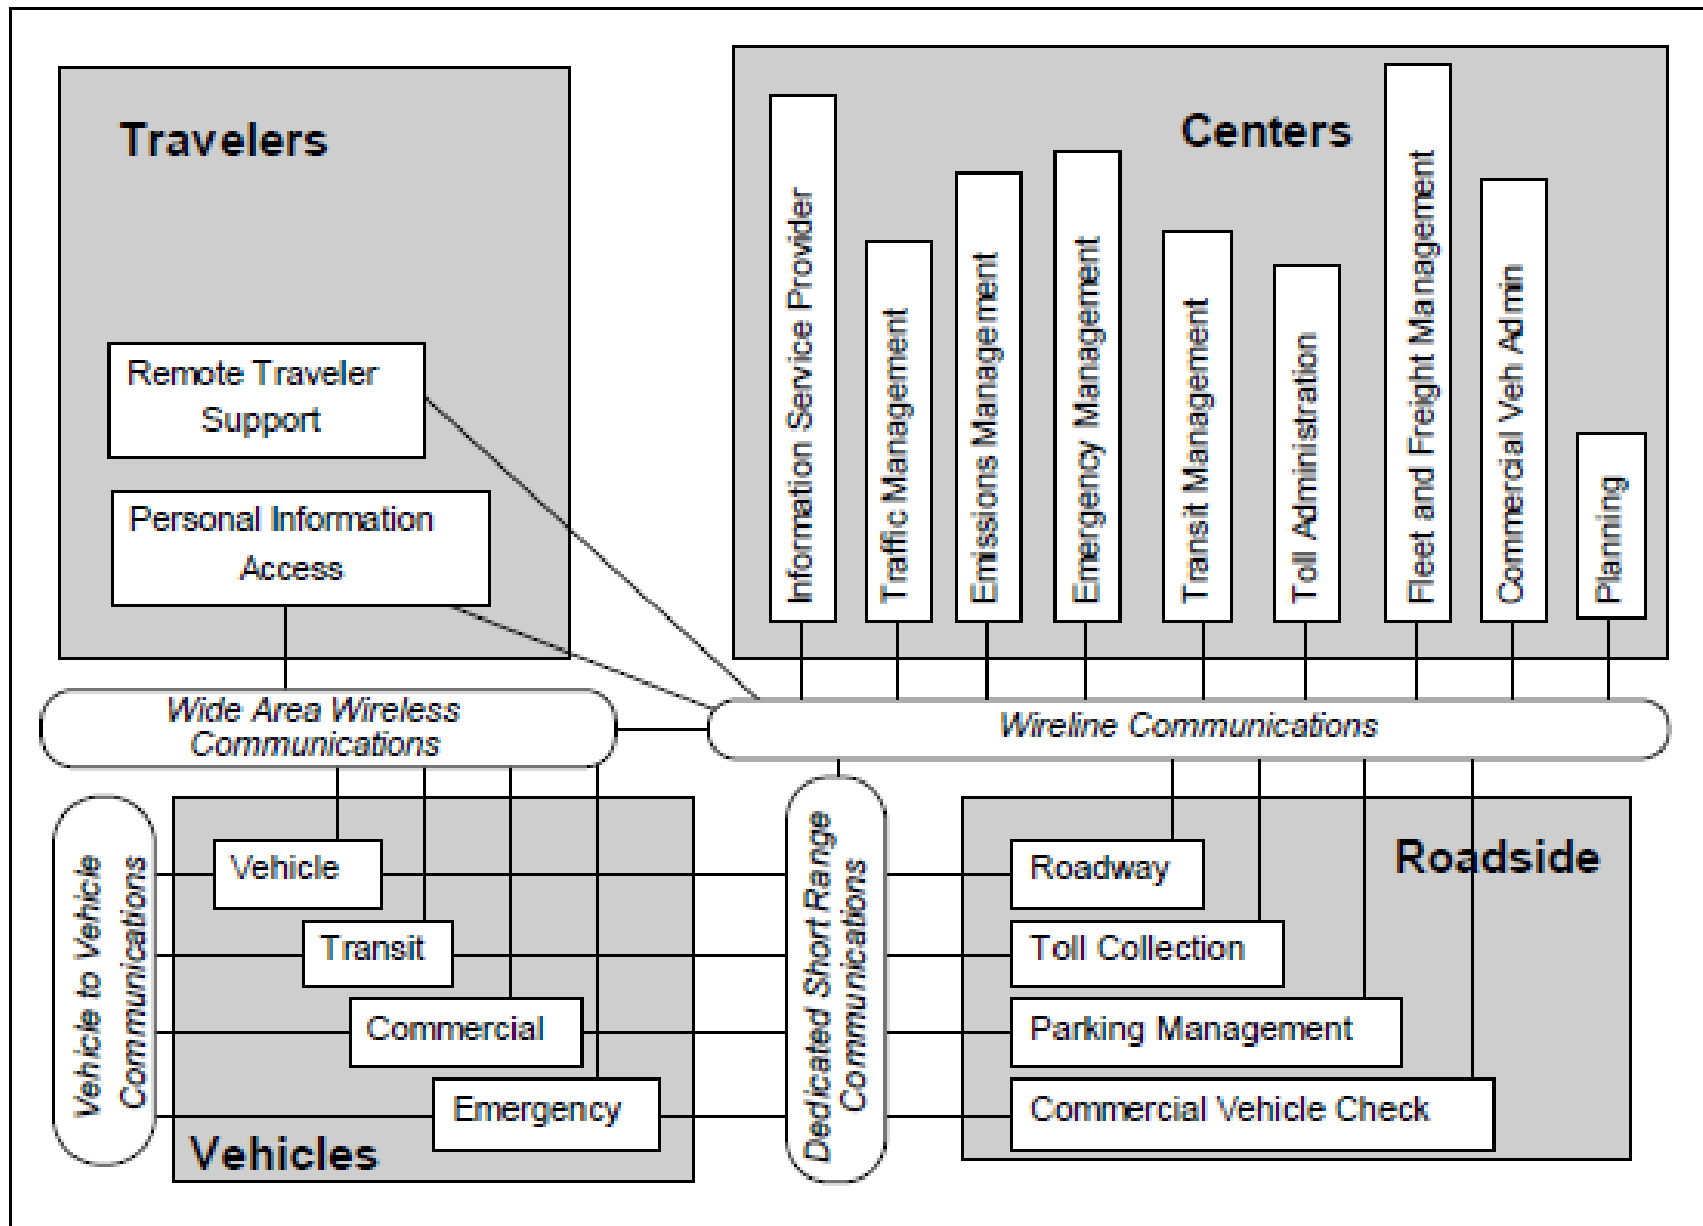 Travelers
Remote Traveler
Support
Personal Information
Access
Centers
Information Service Provider
Traffic Management
Emissions Management
Emergency Management
Transit Management
Toll Administration
Fleet and Freight Management
Commercial Veh Admin
Planning
Wide Area Wireless
Communications
Wireline Communications
Vehicle to Vehicle
Communications
Vehicle
Transit
Commercial
Emergency
Vehicles
Dedicated Short Range
Communications
Roadside
Roadway
Toll Collection
Parking Management
Commercial Vehicle Check